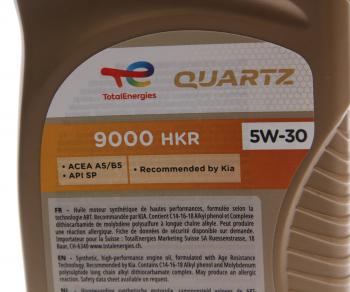 QUARTZ
TotalEnergies
9000 HKR
5W-30
• ACEA A5/B5
• API SP
• Recommended by Kia
FR - Huile moteur synthétique de hautes performances, formulée selon la
technologie ABT. Recommandée par KIA. Contient C14-16-18 Alkyl phenol et Complexe
dithiocarbamate de molybdène polysulfure à longue chaîne alkyle. Peut produire
une réaction allergique. Fiche de données de sécurité disponible sur demande.
Importateur pour la Suisse : TotalEnergies Marketing Suisse SA Ruessenstrasse, 18
Baar, CH-6340 www.totalenergies.ch.
EN - Synthetic, high-performance engine oil, formulated with Age Resistance
Technology. Recommended by KIA. Contains C14-16-18 Alkyl phenol and Molybdenum
polysulphide long chain alkyl dithiocarbamide complex. May produce an allergic
reaction. Safety data sheet available on request.
NL